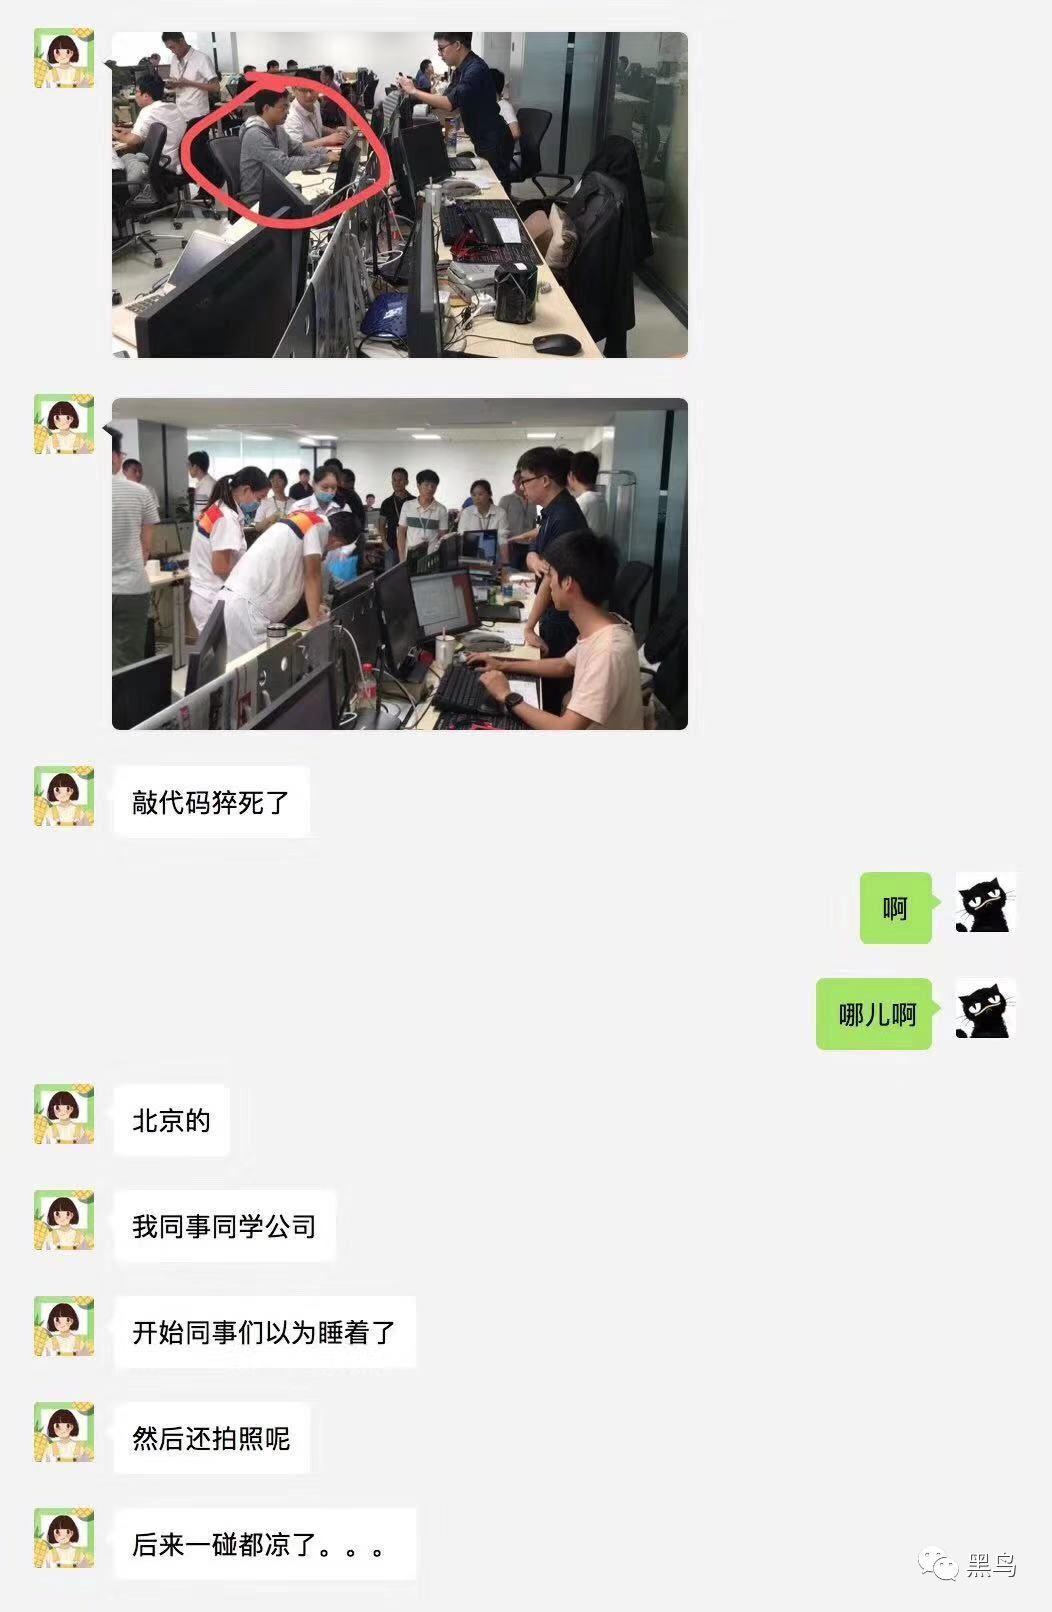 敲代码猝死了
啊
哪儿啊
北京的
我同事同学公司
开始同事们以为睡着了
然后还拍照呢
后来一碰都凉了。。。
黑鸟